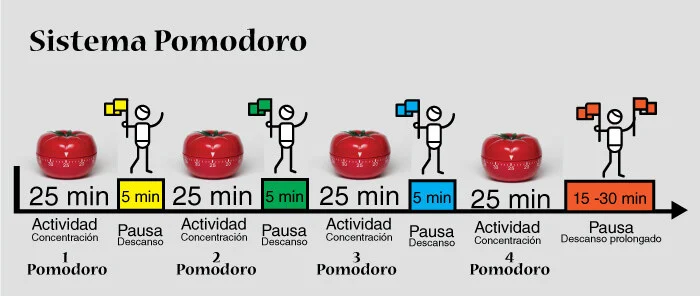 Sistema Pomodoro
25 min
5 min
25 min
5 min
25 min
5 min
25 min
15 -30 min
Actividad
Concentración
Pausa
Descanso
Actividad
Concentración
Pausa
Descanso
Actividad
Concentración
Pausa
Descanso
Actividad
Concentración
Pausa
Descanso prolongado
1
Pomodoro
2
Pomodoro
3
Pomodoro
4
Pomodoro